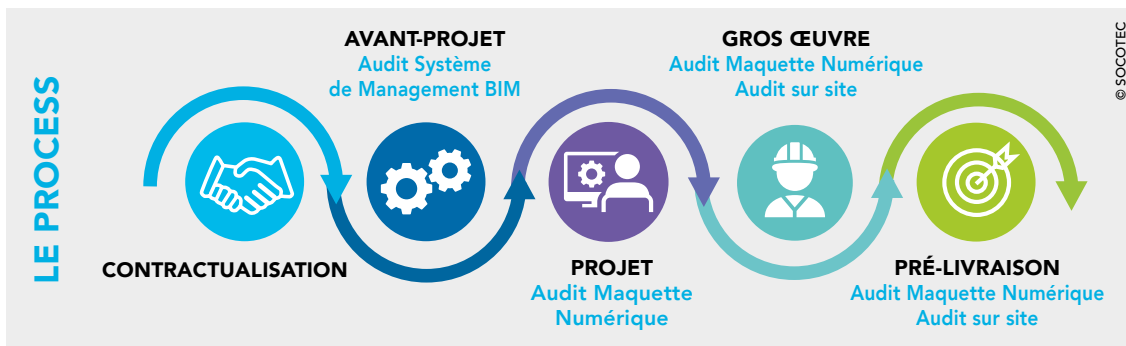 LE PROCESS
CONTRACTUALISATION
AVANT-PROJET
Audit Système
de Management BIM
PROJET
Audit Maquette
Numérique
GROS ŒUVRE
Audit Maquette Numérique
Audit sur site
PRÉ-LIVRAISON
Audit Maquette Numérique
Audit sur site
© SOCOTEC